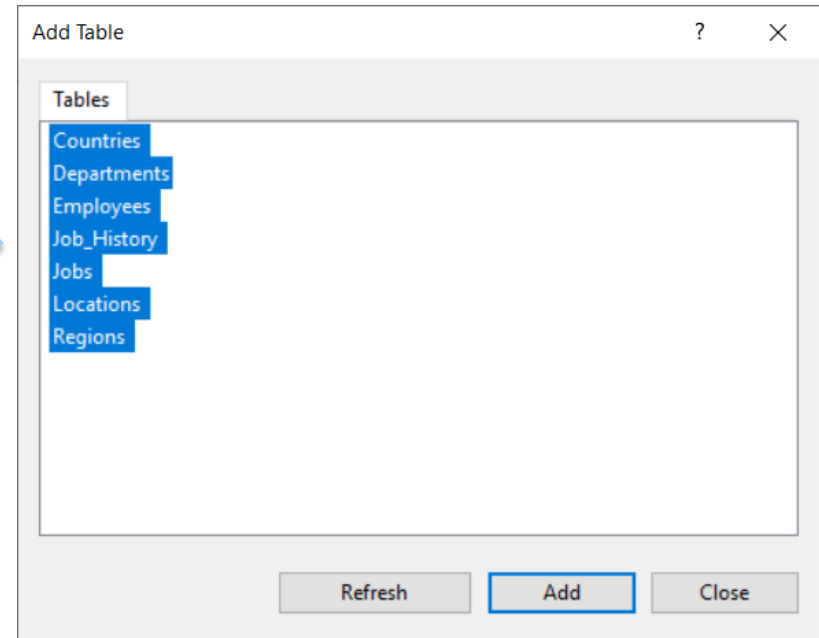 Add Table ?
Tables
Countries
Departments
Employees
Job_History
Jobs
Locations
Regions
Refresh Add Close